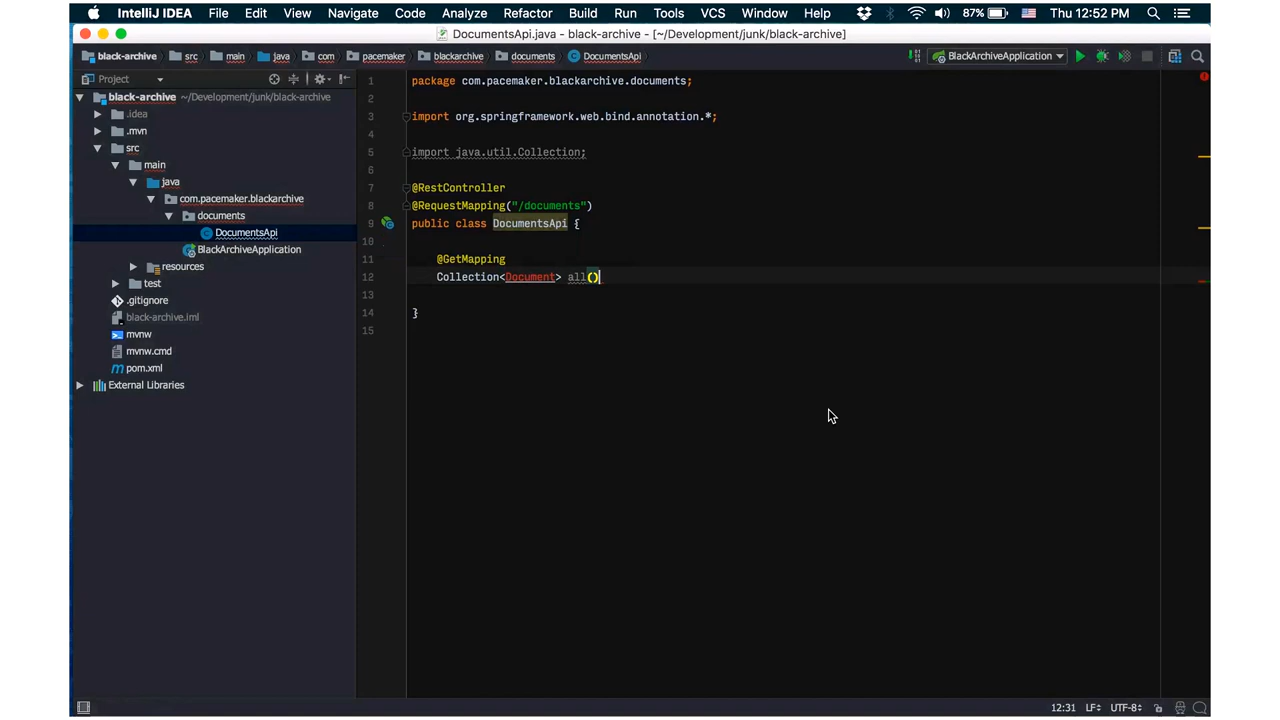 IntelliJ IDEA File Edit View Navigate Code Analyze Refactor Build Run Tools VCS Window Help 87% Thu 12:52 PM
DocumentsApi.java - black-archive - [~/Development/junk/black-archive]
black-archive src main java com pacemaker blackarchive documents DocumentsApi BlackArchiveApplication
Project
black-archive ~/Development/junk/black-archive
.idea
.mvn
src
main
java
com.pacemaker.blackarchive
documents
DocumentsApi
BlackArchiveApplication
resources
test
.gitignore
black-archive.iml
mvnw
mvnw.cmd
pom.xml
External Libraries
1 package com.pacemaker.blackarchive.documents;
2
3 import org.springframework.web.bind.annotation.*;
4
5 import java.util.Collection;
6
7 @RestController
8 @RequestMapping("/documents")
9 public class DocumentsApi {
10
11 @GetMapping
12 Collection<Document> all()
13
14 }
15
12:31 LF÷ UTF-8÷